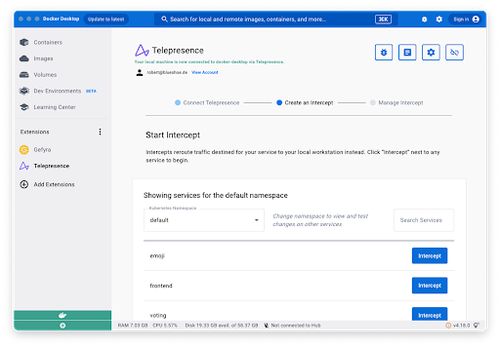 Docker Desktop
Update to latest
Search for local and remote images, containers, and more...
⌘K
Sign in
Containers
Images
Volumes
Dev Environments BETA
Learning Center
Extensions
Gefyra
Telepresence
Add Extensions
Telepresence
Your local machine is now connected to docker desktop via Telepresence.
robert@blueshoe.de View Account
Connect Telepresence
Create an Intercept
Manage Intercept
Start Intercept
Intercepts reroute traffic destined for your service to your local workstation instead. Click "Intercept" next to any
service to begin.
Showing services for the default namespace
Kubernetes Namespace
default
Change namespace to view and test
changes on other services
Search Services
emoji
Intercept
frontend
Intercept
voting
Intercept
RAM 7.03 GB CPU 5.57% Disk 19.33 GB avail. of 58.37 GB Not connected to Hub
v4.18.0